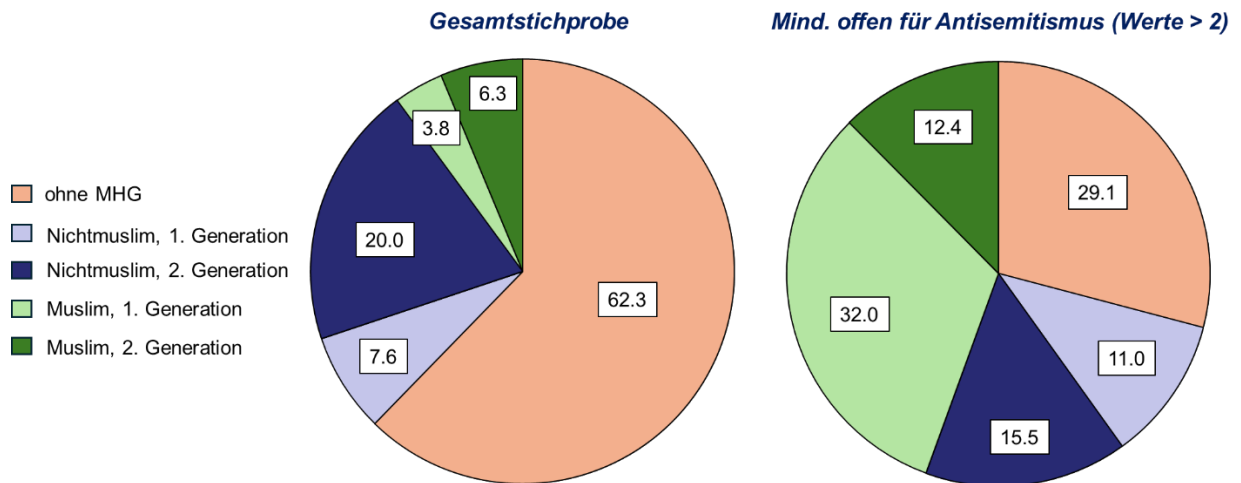 Gesamtstichprobe
Mind. offen für Antisemitismus (Werte > 2)
ohne MHG
Nichtmuslim, 1. Generation
Nichtmuslim, 2. Generation
Muslim, 1. Generation
Muslim, 2. Generation
6.3
3.8
20.0
62.3
7.6
12.4
29.1
32.0
11.0
15.5